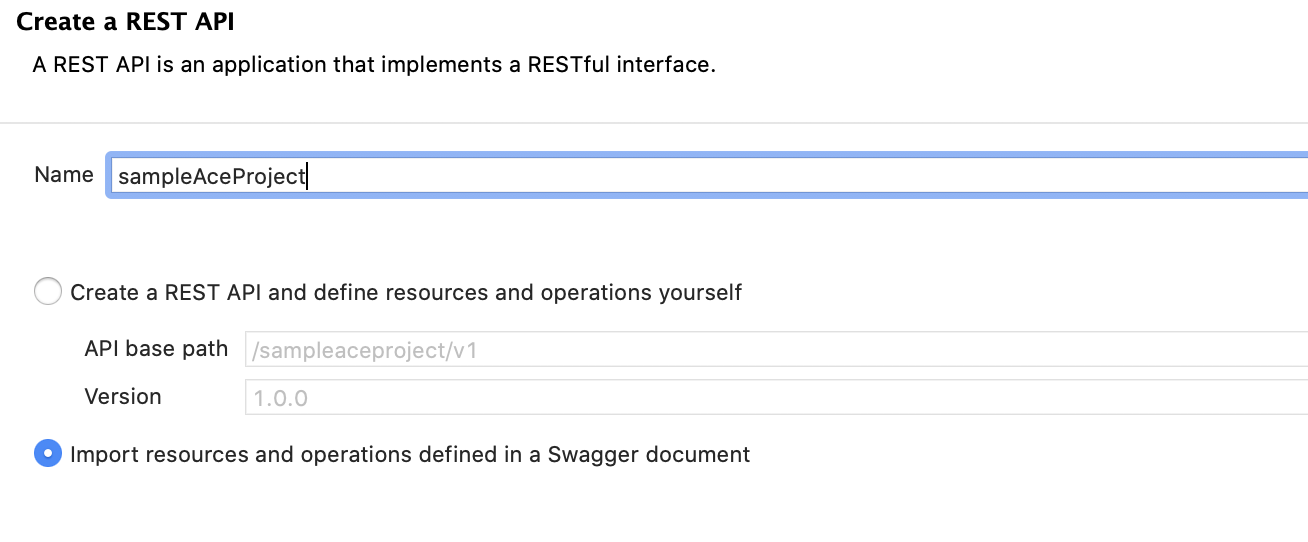 Create a REST API
A REST API is an application that implements a RESTful interface.
Name sampleAceProject
Create a REST API and define resources and operations yourself
API base path /sampleaceproject/v1
Version 1.0.0
Import resources and operations defined in a Swagger document